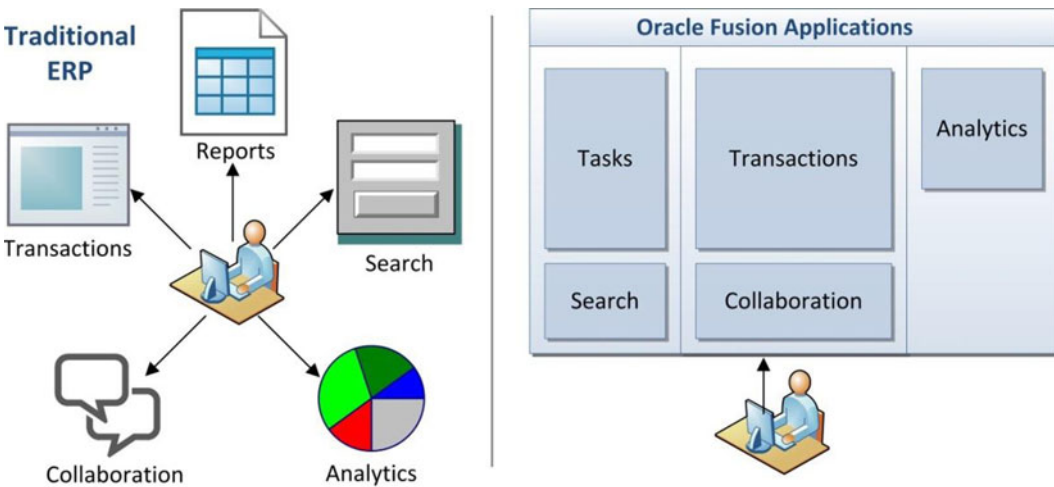 Traditional
ERP
Reports
Transactions
Search
Collaboration
Analytics
Oracle Fusion Applications
Tasks
Transactions
Analytics
Search
Collaboration